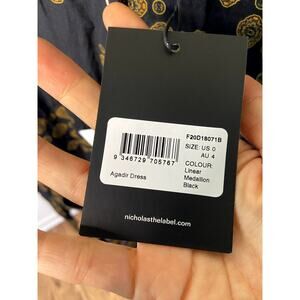 F20D18071B
SIZE: US 0
AU 4
COLOUR:
Linear
Medallion
Black
9 346729 705767
Agadir Dress
nicholasthelabel.com